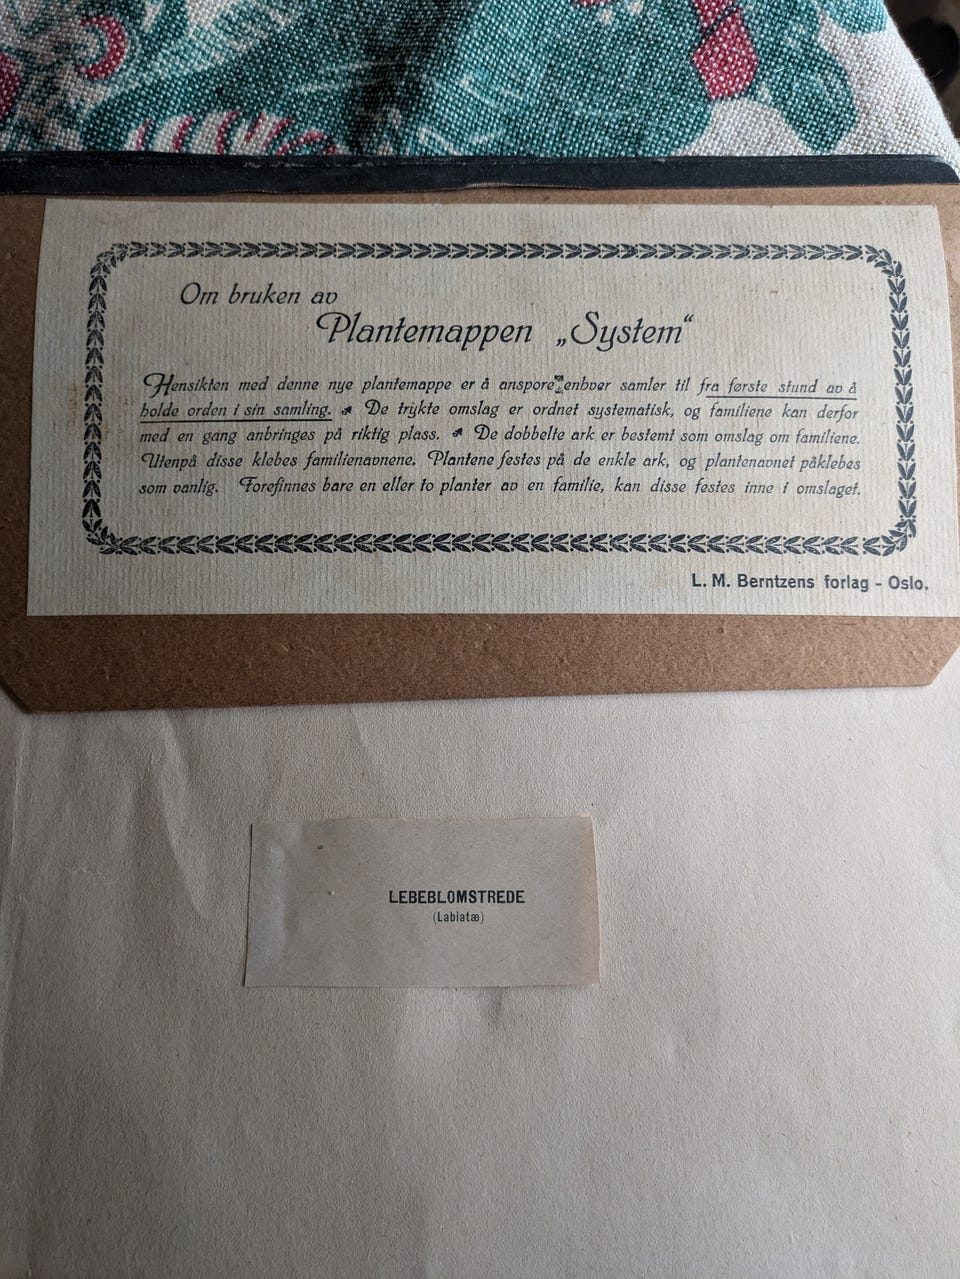 Om bruken av
Plantemappen „System“
Hensikten med denne nye plantemappe er å anspore enhver samler til fra første stund av å
holde orden i sin samling. De trykte omslag er ordnet systematisk, og familiene kan derfor
med en gang anbringes på riktig plass. De dobbelte ark er bestemt som omslag om familiene.
Utenpå disse klebes familienavnene. Plantene festes på de enkle ark, og plantenavnet påklebes
som vanlig. Forefinnes bare en eller to planter av en familie, kan disse festes inne i omslaget.
L. M. Berntzens forlag - Oslo.
LEBEBLOMSTREDE
(Labiatæ)